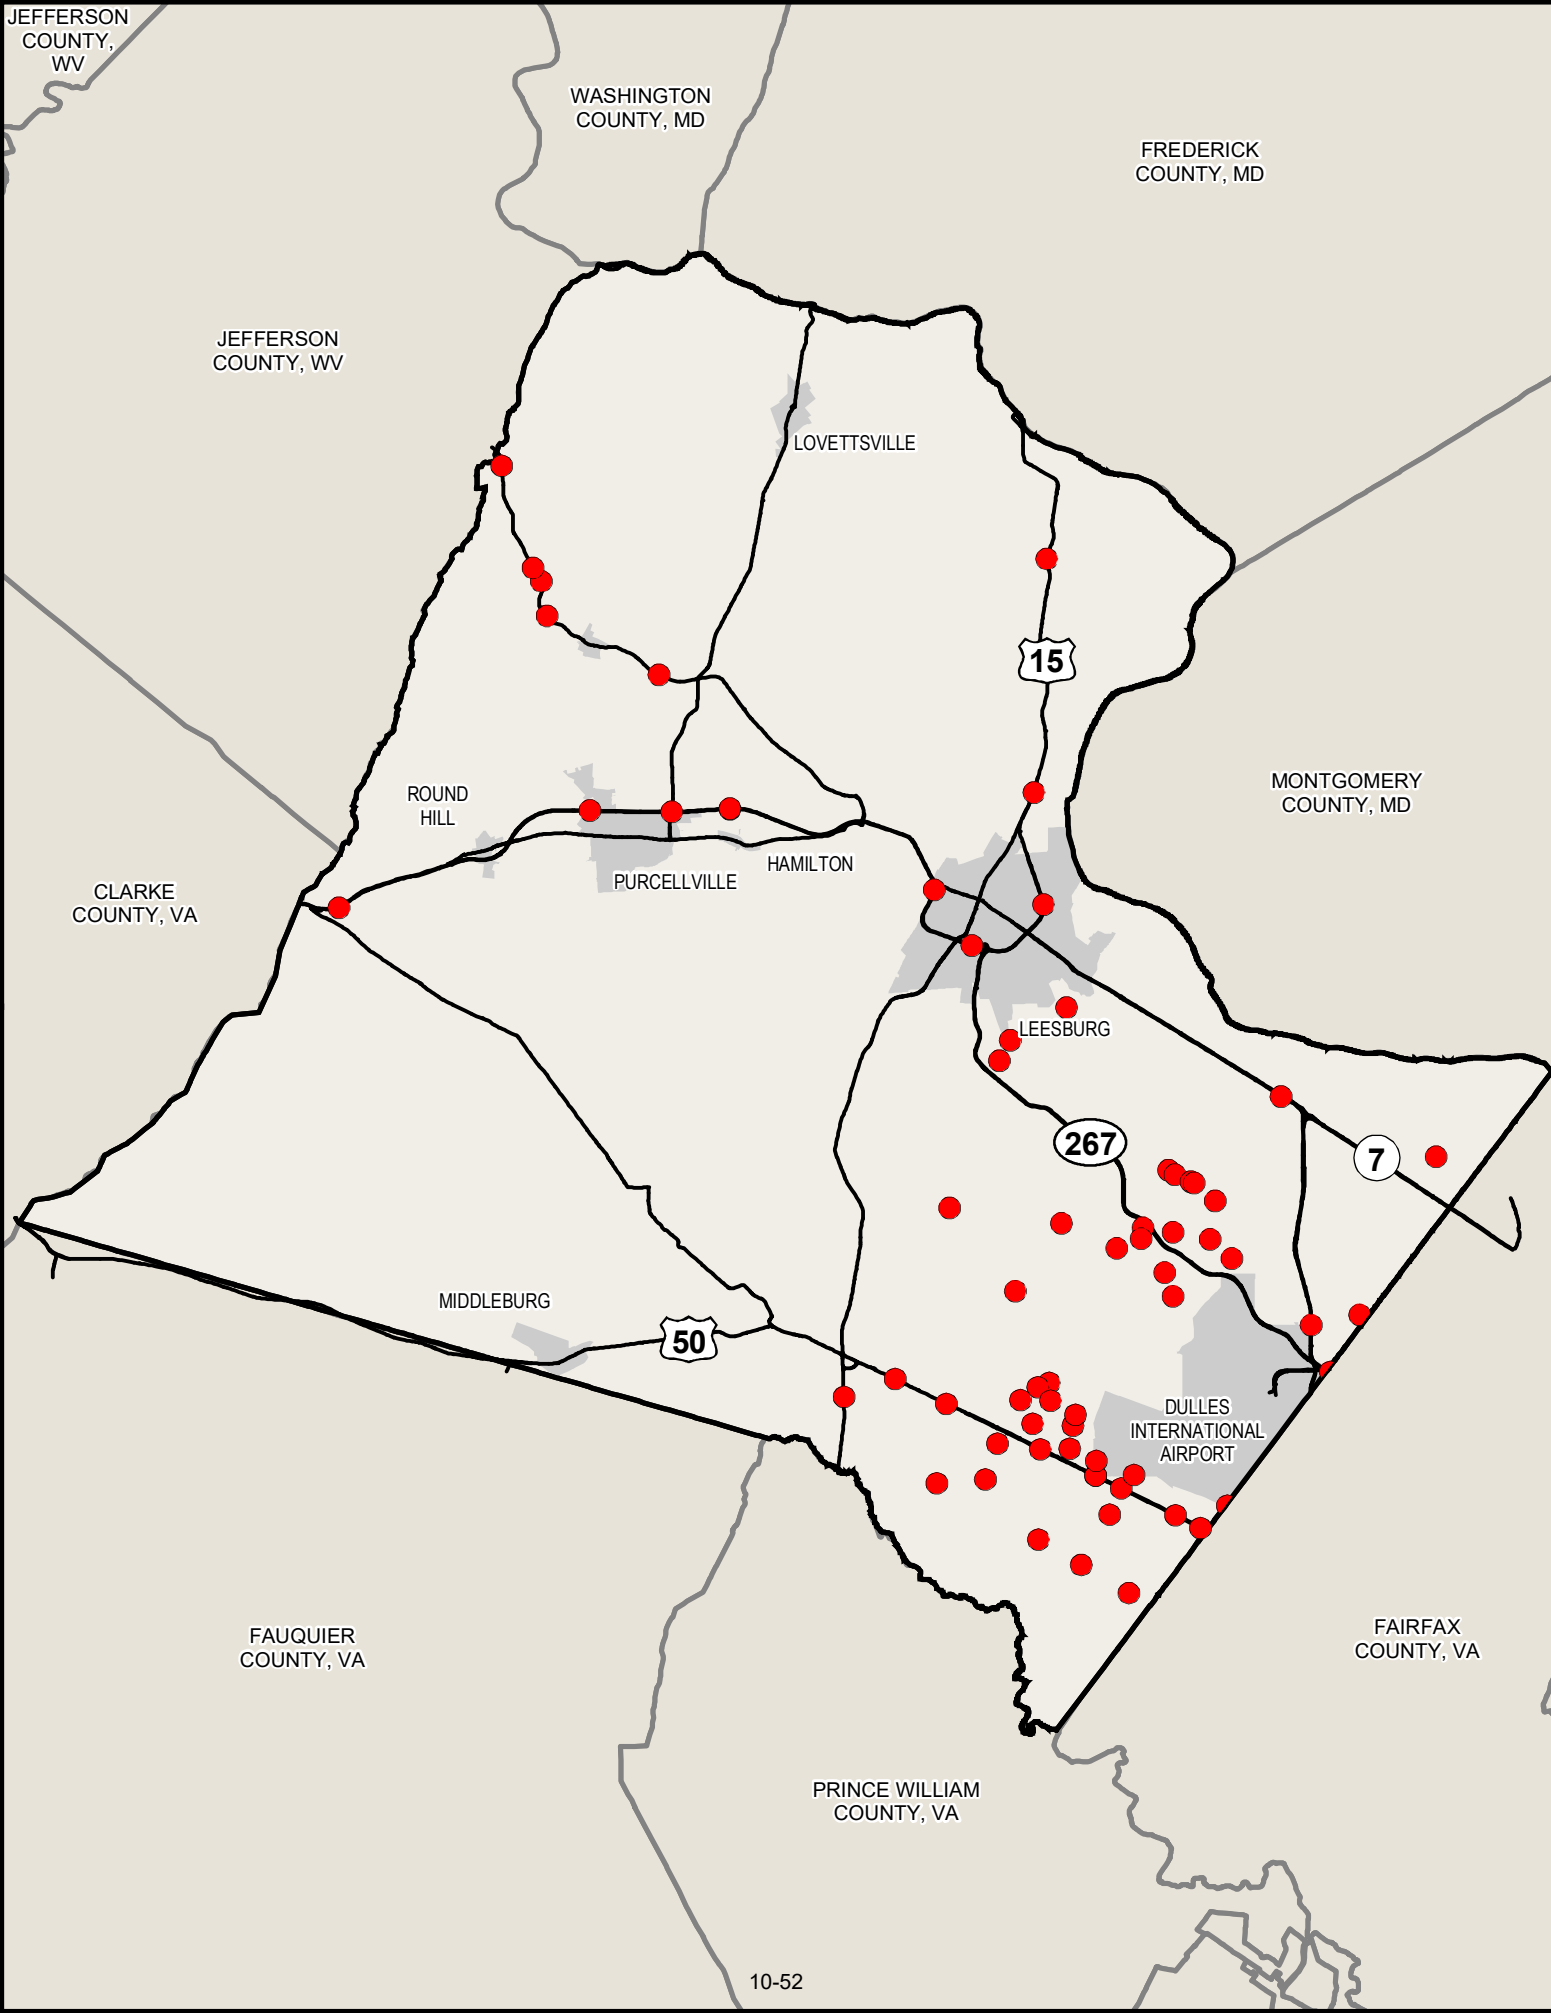 JEFFERSON
COUNTY,
WV
WASHINGTON
COUNTY, MD
FREDERICK
COUNTY, MD
JEFFERSON
COUNTY, WV
LOVETTSVILLE
15
ROUND
HILL
MONTGOMERY
COUNTY, MD
HAMILTON
PURCELLVILLE
CLARKE
COUNTY, VA
LEESBURG
267
7
MIDDLEBURG
50
DULLES
INTERNATIONAL
AIRPORT
FAUQUIER
COUNTY, VA
FAIRFAX
COUNTY, VA
PRINCE WILLIAM
COUNTY, VA
10-52